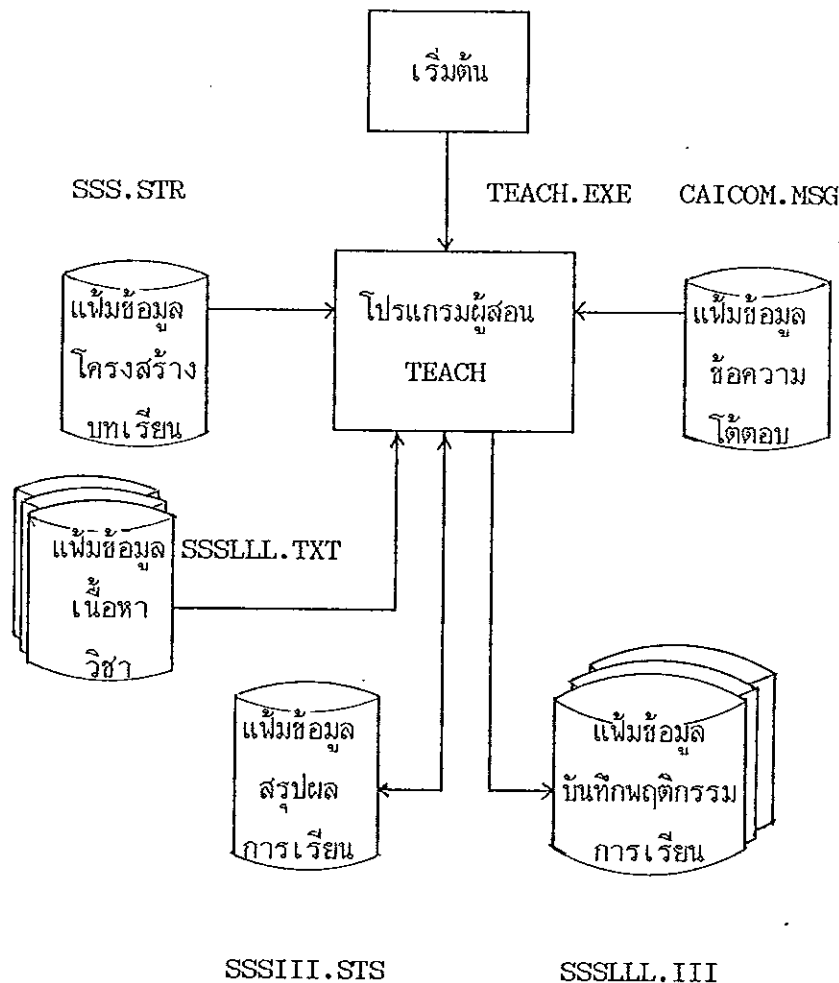 เริ่มต้น
SSS.STR
TEACH.EXE
CAICOM.MSG
แฟ้มข้อมูล
โครงสร้าง
บทเรียน
โปรแกรมผู้สอน
TEACH
แฟ้มข้อมูล
ข้อความ
โต้ตอบ
แฟ้มข้อมูล
เนื้อหา
วิชา
SSSLLL.TXT
แฟ้มข้อมูล
สรุปผล
การเรียน
แฟ้มข้อมูล
บันทึกพฤติกรรม
การเรียน
SSSIII.STS
SSSLLL.III